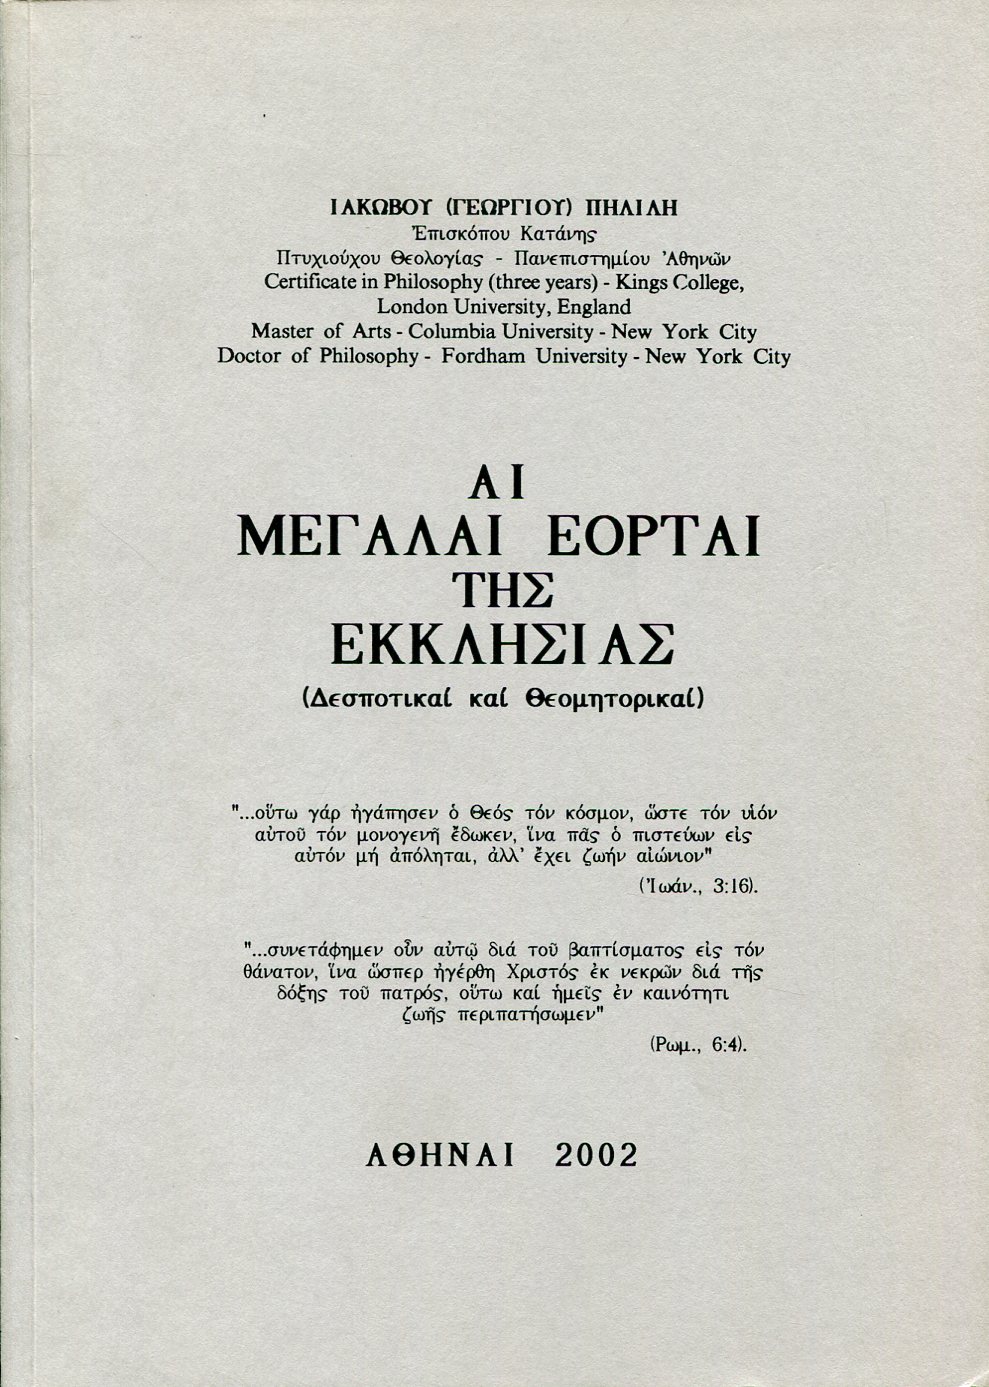 ΙΑΚΩΒΟΥ (ΓΕΩΡΓΙΟΥ) ΠΗΛΙΛΗ
Ἐπισκόπου Κατάνης
Πτυχιούχου Θεολογίας - Πανεπιστημίου Ἀθηνῶν
Certificate in Philosophy (three years) - Kings College,
London University, England
Master of Arts - Columbia University - New York City
Doctor of Philosophy - Fordham University - New York City
ΑΙ
ΜΕΓΑΛΑΙ ΕΟΡΤΑΙ
ΤΗΣ
ΕΚΚΛΗΣΙΑΣ
(Δεσποτικαί καί Θεομητορικαί)
"...οὕτω γάρ ἠγάπησεν ὁ Θεός τόν κόσμον, ὥστε τόν υἱόν
αὐτοῦ τόν μονογενῆ ἔδωκεν, ἵνα πᾶς ὁ πιστεύων εἰς
αὐτόν μή ἀπόληται, ἀλλ' ἔχει ζωήν αἰώνιον"
(Ἰωάν., 3:16).
"...συνετάφημεν οὖν αὐτῷ διά τοῦ βαπτίσματος εἰς τόν
θάνατον, ἵνα ὥσπερ ἠγέρθη Χριστός ἐκ νεκρῶν διά τῆς
δόξης τοῦ πατρός, οὕτω καί ἡμεῖς ἐν καινότητι
ζωῆς περιπατήσωμεν"
(Ρωμ., 6:4).
ΑΘΗΝΑΙ 2002